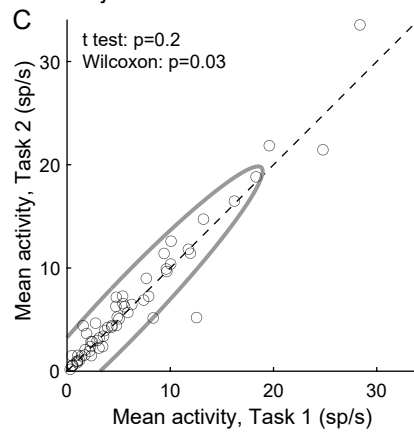 C
t test: p=0.2
Wilcoxon: p=0.03
Mean activity, Task 2 (sp/s)
30
20
10
0
0 10 20 30
Mean activity, Task 1 (sp/s)